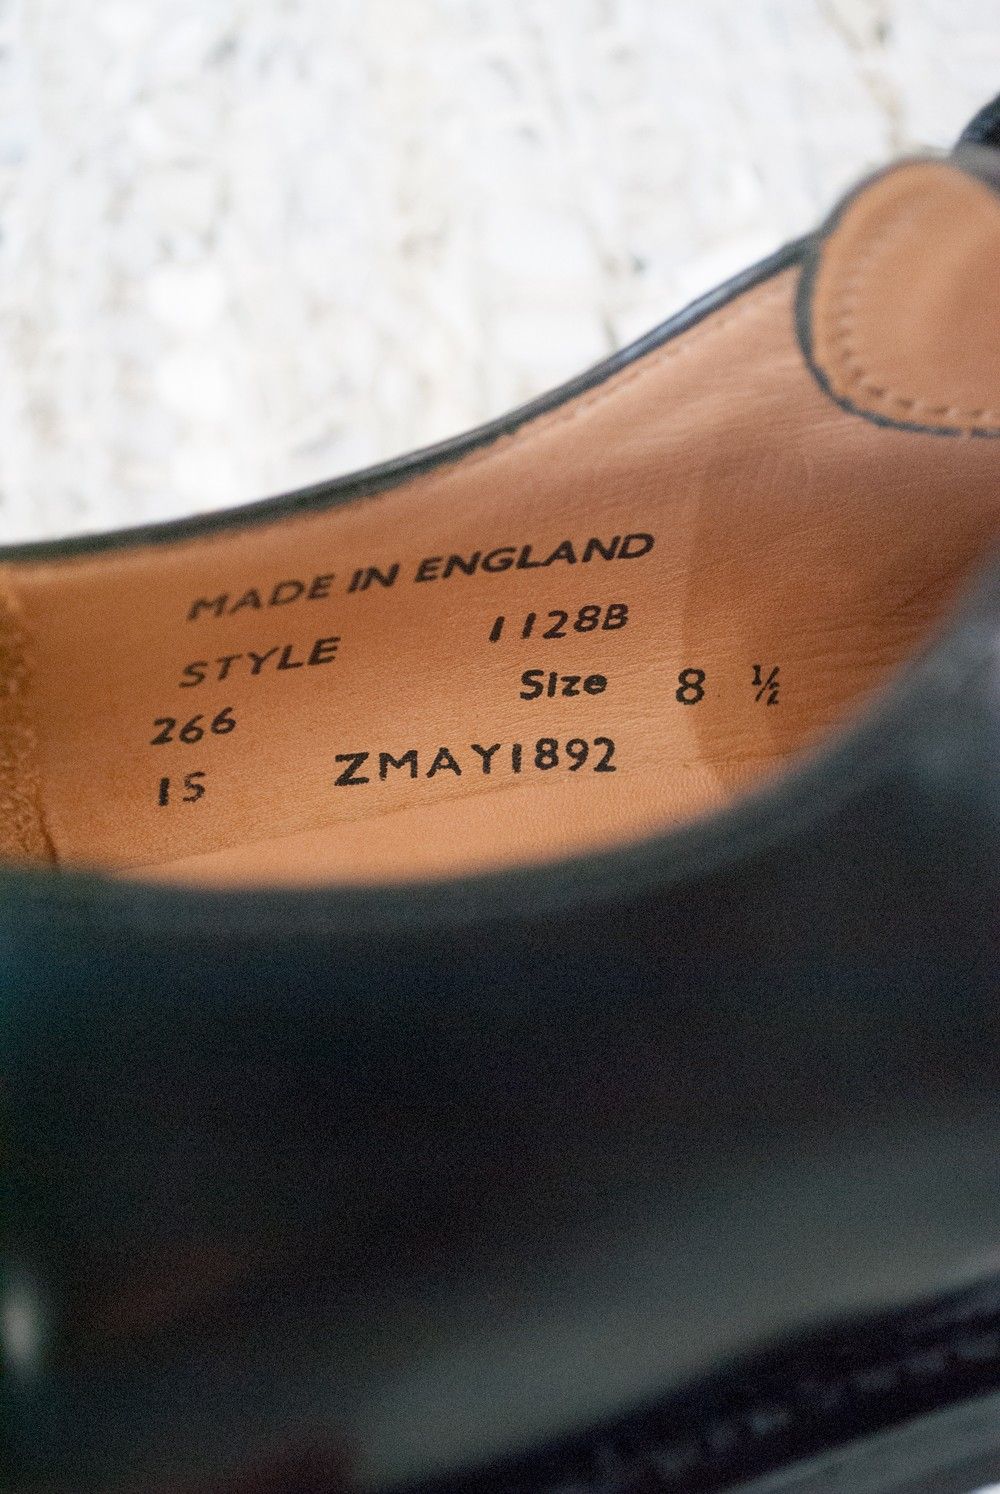 MADE IN ENGLAND
STYLE 1128B
266 Size 8 ½
15 ZMAY1892